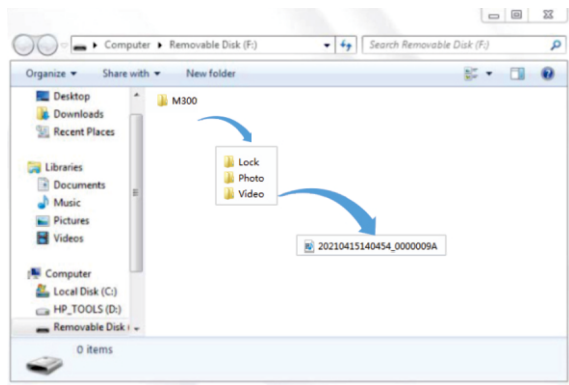 Computer ▸ Removable Disk (F:)
Search Removable Disk (F:)
Organize
Share with
New folder
Desktop
Downloads
Recent Places
Libraries
Documents
Music
Pictures
Videos
Computer
Local Disk (C:)
HP_TOOLS (D:)
Removable Disk
M300
Lock
Photo
Video
20210415140454_0000009A
0 items